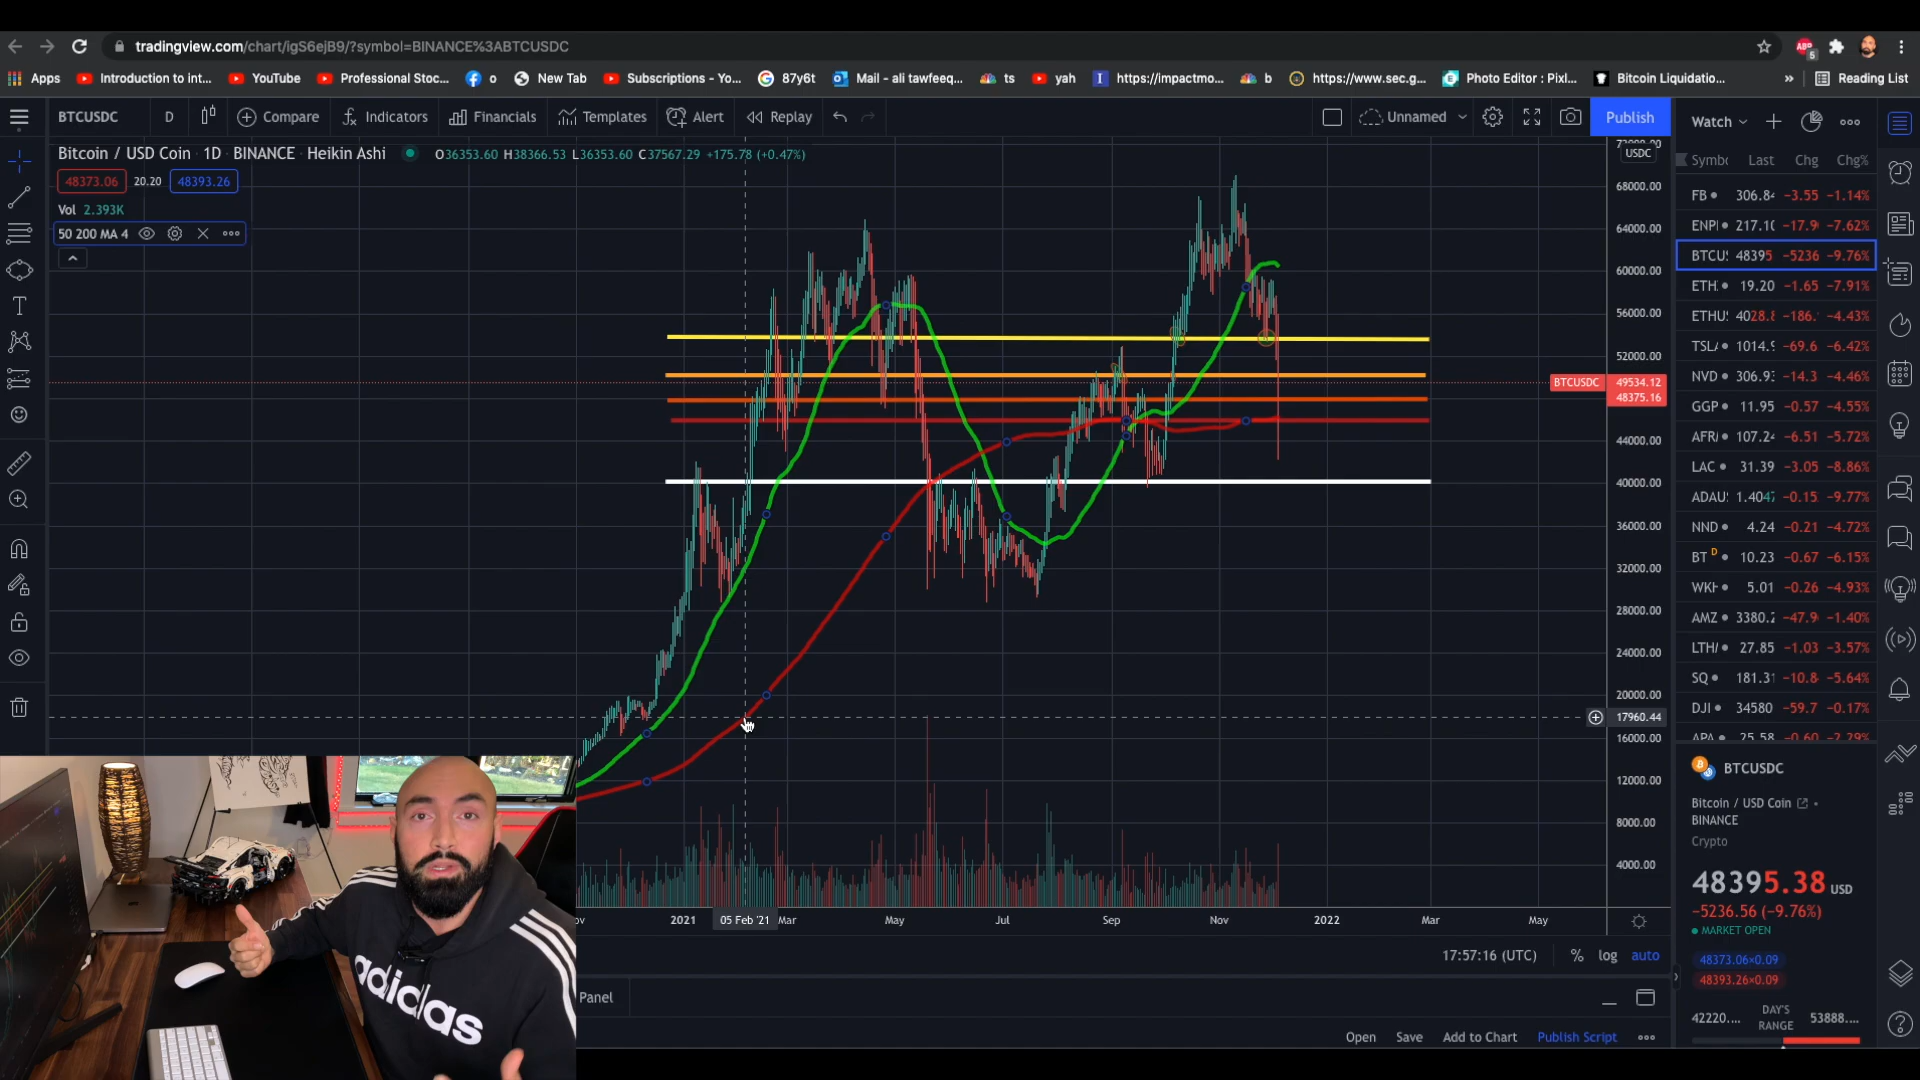 tradingview.com/chart/igS6ejB9/?symbol=BINANCE%3ABTCUSDC
Apps Introduction to int... YouTube Professional Stoc... o New Tab Subscriptions - Yo... 87y6t Mail - ali tawfeeq... ts yah https://impactmo... b https://www.sec.g... Photo Editor : Pixl... Bitcoin Liquidatio... » Reading List
BTCUSDC D Compare Indicators Financials Templates Alert Replay Unnamed Publish
Watch
Bitcoin / USD Coin 1D BINANCE Heikin Ashi O36353.60 H38366.53 L36353.60 C37567.29 +175.78 (+0.47%)
USDC
Symbo Last Chg Chg%
48373.06 20.20 48393.26
Vol 2.393K
50 200 MA 4
68000.00
64000.00
60000.00
56000.00
52000.00
BTCUSDC 49534.12
48375.16
44000.00
40000.00
36000.00
32000.00
28000.00
24000.00
20000.00
17960.44
16000.00
12000.00
8000.00
4000.00
FB 306.84 −3.55 −1.14%
ENPH 217.10 −17.9 −7.62%
BTCUS 48395 −5236 −9.76%
ETH 19.20 −1.65 −7.91%
ETHUS 4028.8 −186. −4.43%
TSLA 1014.9 −69.6 −6.42%
NVD 306.93 −14.3 −4.46%
GGP 11.95 −0.57 −4.55%
AFR 107.24 −6.51 −5.72%
LAC 31.39 −3.05 −8.86%
ADAUS 1.4047 −0.15 −9.77%
NND 4.24 −0.21 −4.72%
BT D 10.23 −0.67 −6.15%
WKH 5.01 −0.26 −4.93%
AMZ 3380.2 −47.9 −1.40%
LTH 27.85 −1.03 −3.57%
SQ 181.31 −10.8 −5.64%
DJI 34580 −59.7 −0.17%
APA 25.58 −0.60 −2.29%
2021 05 Feb '21 Mar May Jul Sep Nov 2022 Mar May
17:57:16 (UTC) % log auto
Panel
Open Save Add to Chart Publish Script
BTCUSDC
Bitcoin / USD Coin
BINANCE
Crypto
48395.38 USD
−5236.56 (−9.76%)
MARKET OPEN
48373.06×0.09
48393.26×0.09
42220.... DAY'S RANGE 53888....
adidas